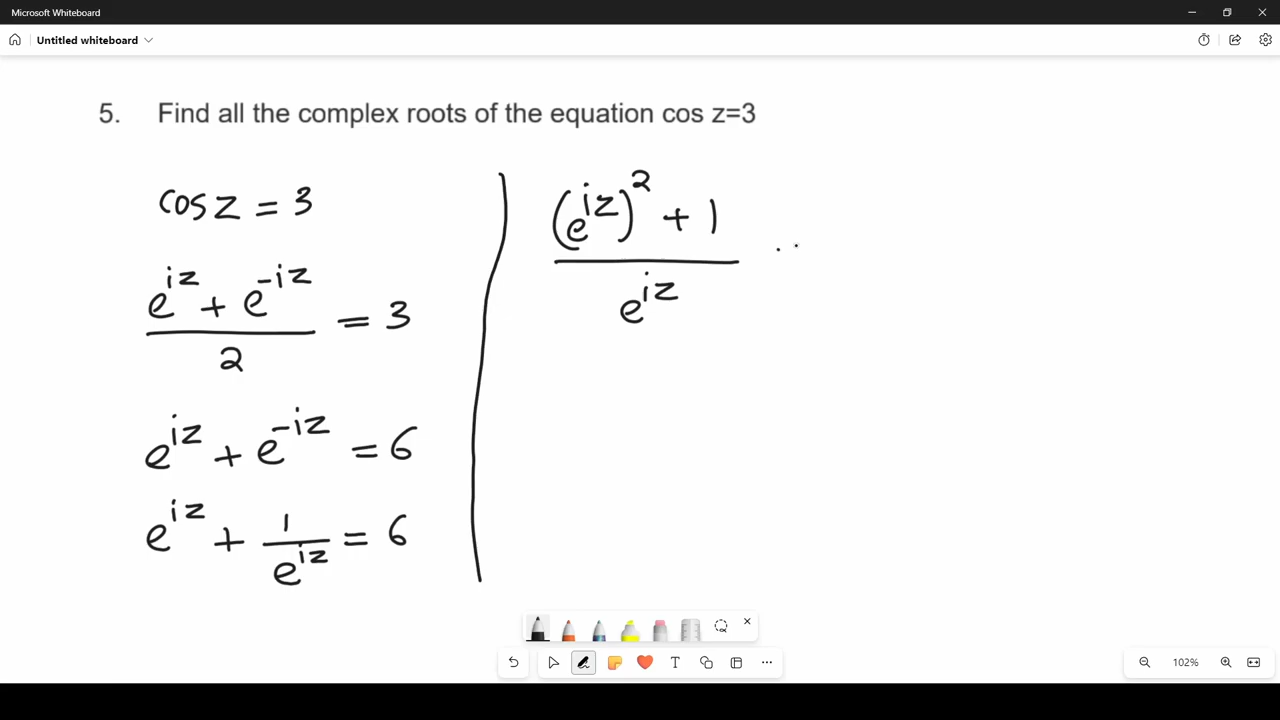 Microsoft Whiteboard
Untitled whiteboard
5. Find all the complex roots of the equation cos z=3
cos z = 3
(e^{iz} + e^{-iz})/2 = 3
e^{iz} + e^{-iz} = 6
e^{iz} + 1/e^{iz} = 6
((e^{iz})^2 + 1)/e^{iz}
102%